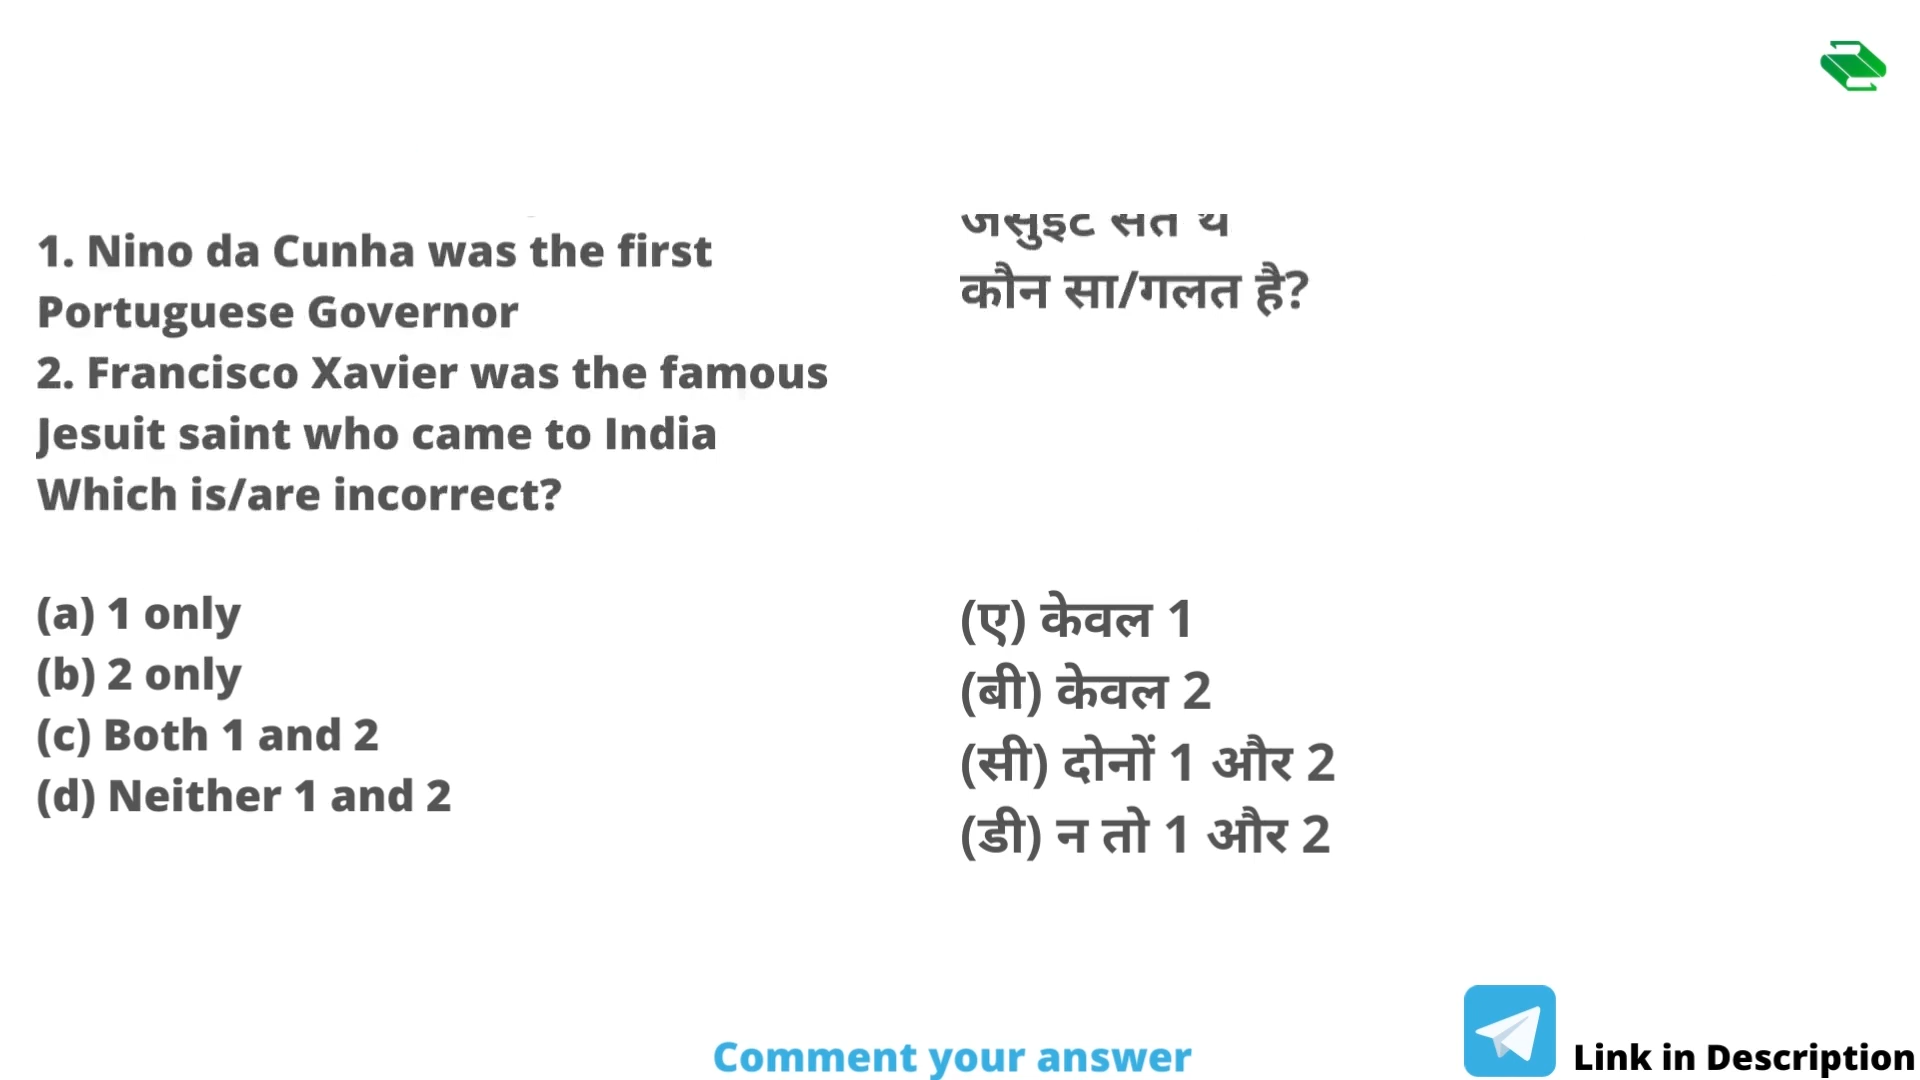 1. Nino da Cunha was the first
Portuguese Governor
2. Francisco Xavier was the famous
Jesuit saint who came to India
Which is/are incorrect?
(a) 1 only
(b) 2 only
(c) Both 1 and 2
(d) Neither 1 and 2
जेसुइट संत थे
कौन सा/गलत है?
(ए) केवल 1
(बी) केवल 2
(सी) दोनों 1 और 2
(डी) न तो 1 और 2
Comment your answer
Link in Description